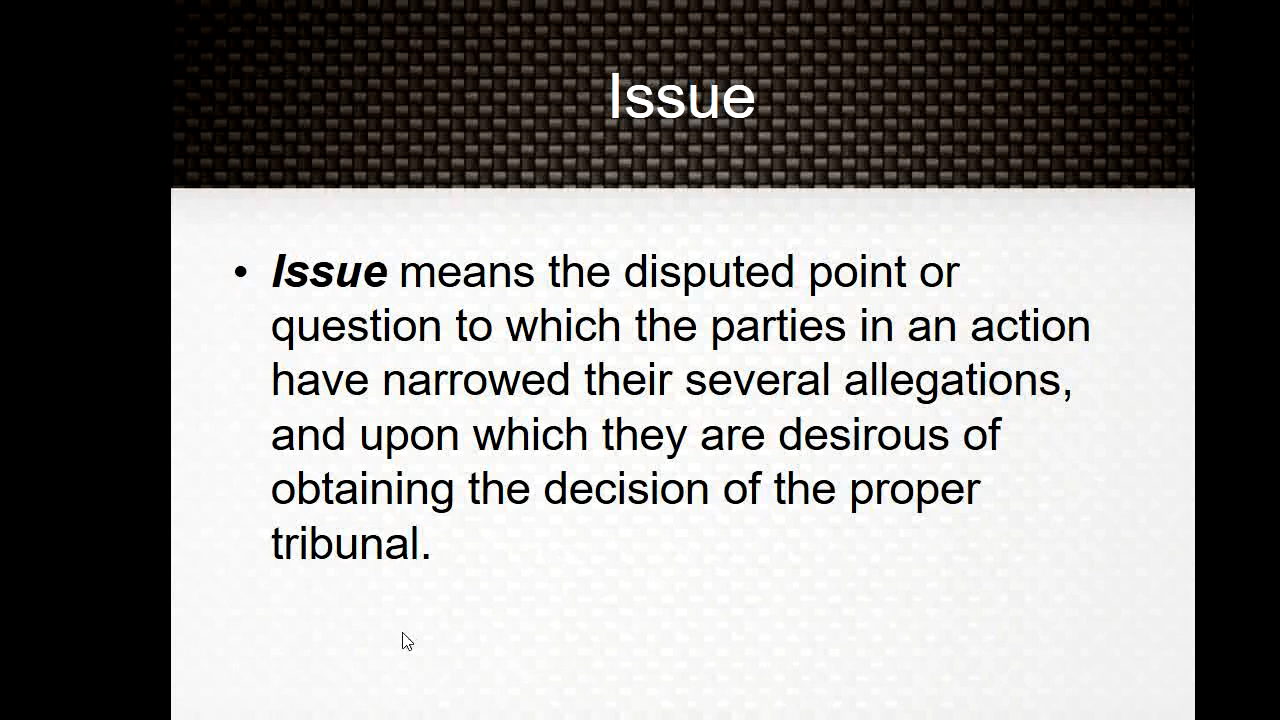 Issue
• Issue means the disputed point or
question to which the parties in an action
have narrowed their several allegations,
and upon which they are desirous of
obtaining the decision of the proper
tribunal.